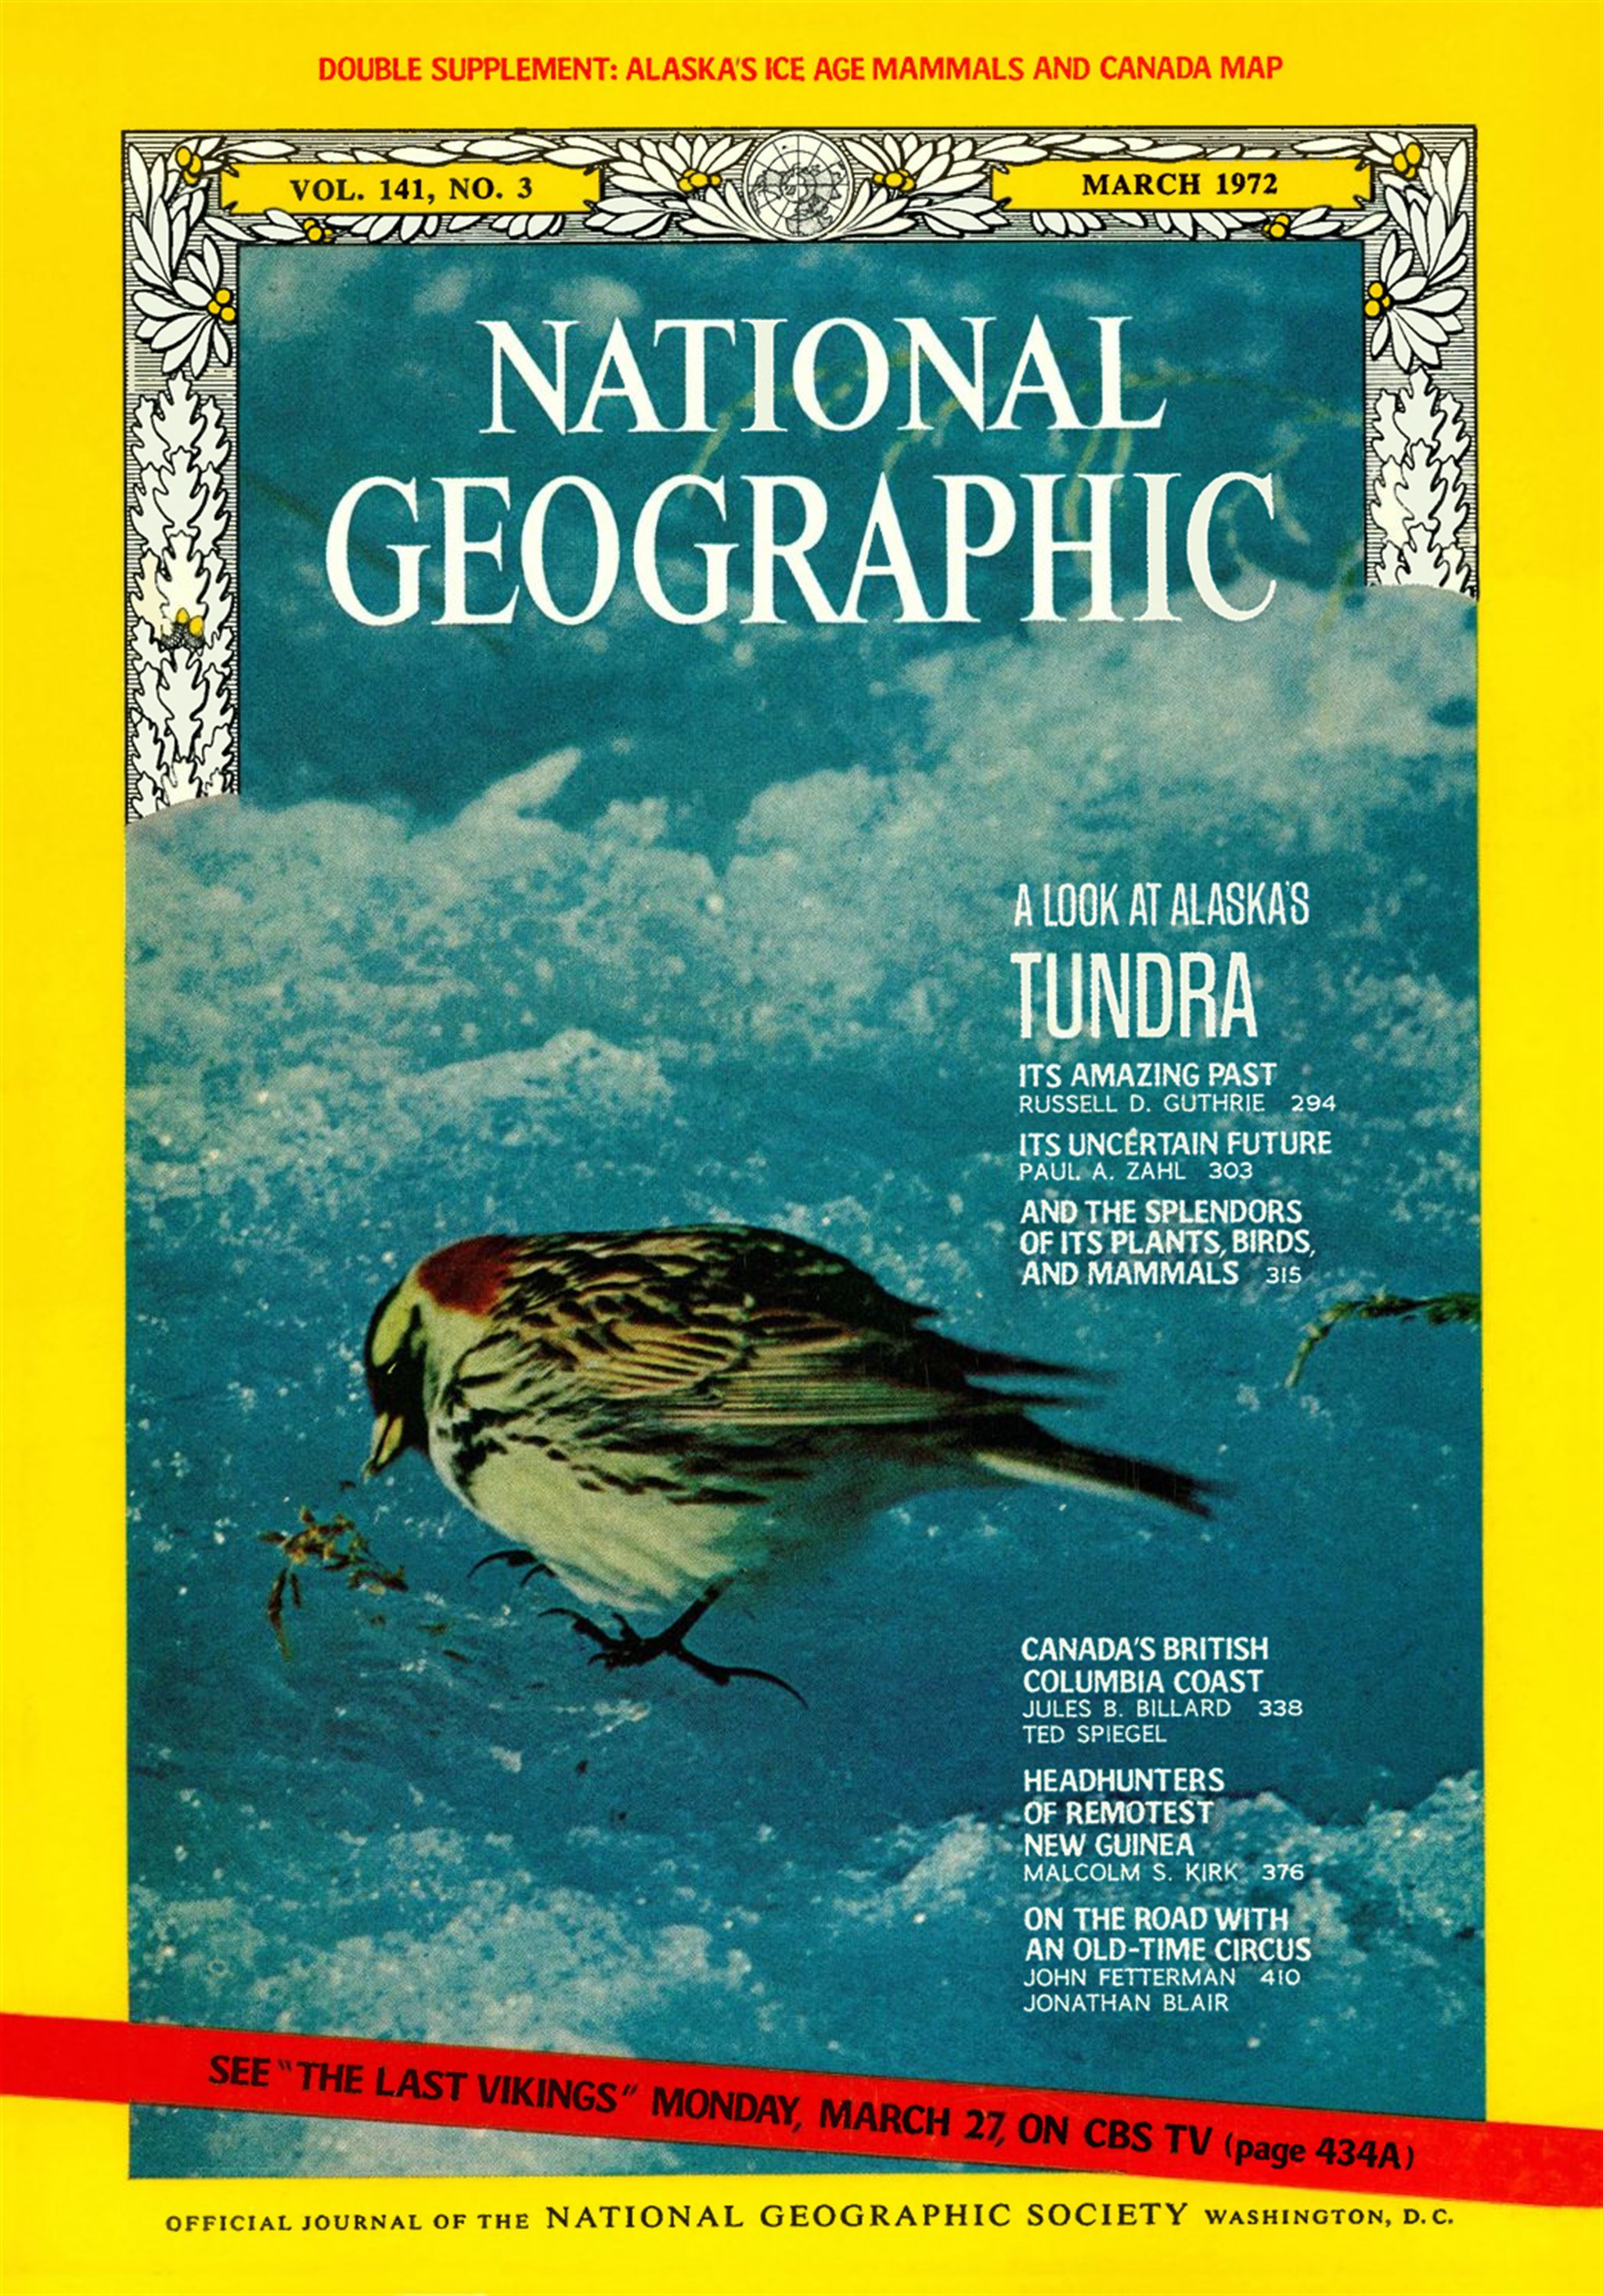 DOUBLE SUPPLEMENT: ALASKA'S ICE AGE MAMMALS AND CANADA MAP
VOL. 141, NO. 3
MARCH 1972
NATIONAL
GEOGRAPHIC
A LOOK AT ALASKA'S
TUNDRA
ITS AMAZING PAST
RUSSELL D. GUTHRIE 294
ITS UNCERTAIN FUTURE
PAUL A. ZAHL 303
AND THE SPLENDORS
OF ITS PLANTS, BIRDS,
AND MAMMALS 315
CANADA'S BRITISH
COLUMBIA COAST
JULES B. BILLARD 338
TED SPIEGEL
HEADHUNTERS
OF REMOTEST
NEW GUINEA
MALCOLM S. KIRK 376
ON THE ROAD WITH
AN OLD-TIME CIRCUS
JOHN FETTERMAN 410
JONATHAN BLAIR
SEE "THE LAST VIKINGS" MONDAY, MARCH 27, ON CBS TV (page 434A)
OFFICIAL JOURNAL OF THE NATIONAL GEOGRAPHIC SOCIETY WASHINGTON, D.C.